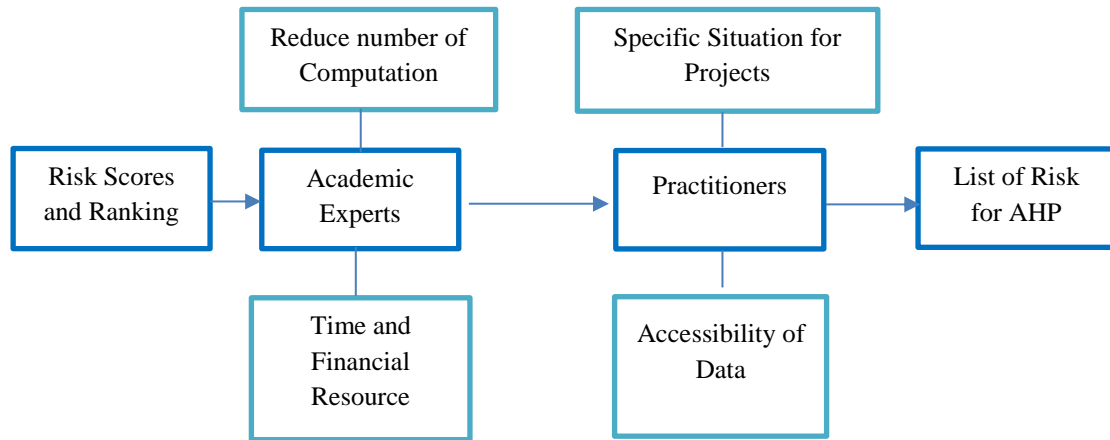 Reduce number of
Computation
Specific Situation for
Projects
Risk Scores
and Ranking
Academic
Experts
Practitioners
List of Risk
for AHP
Time and
Financial
Resource
Accessibility of
Data